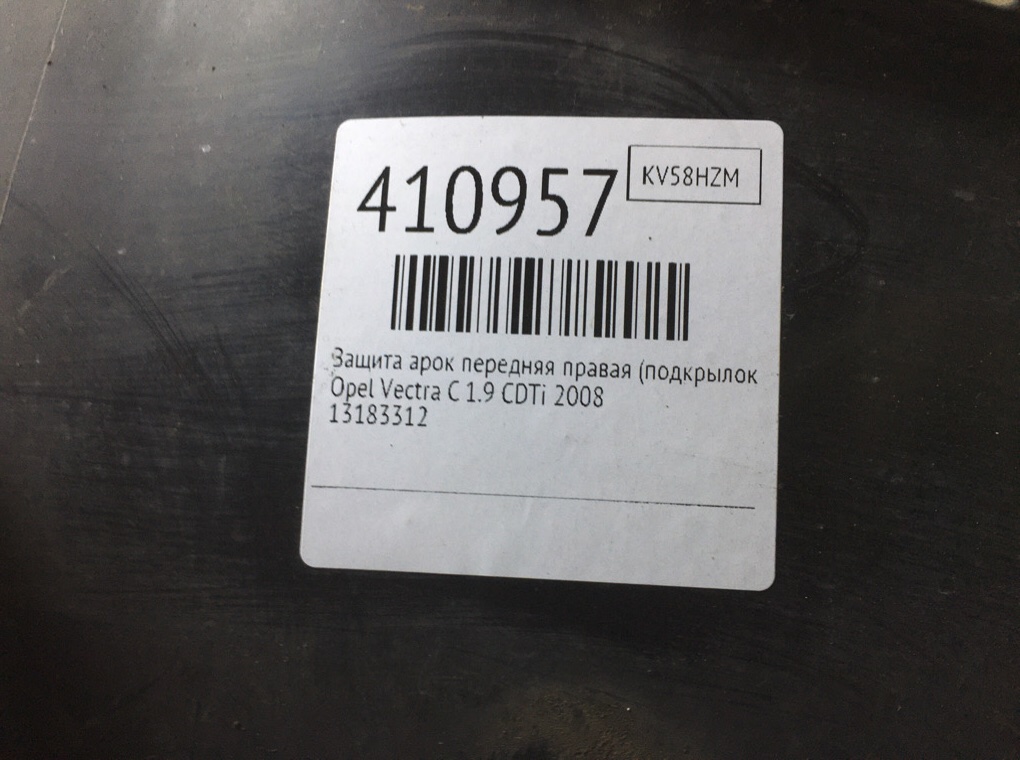 410957
KV58HZM
Защита арок передняя правая (подкрылок
Opel Vectra C 1.9 CDTi 2008
13183312